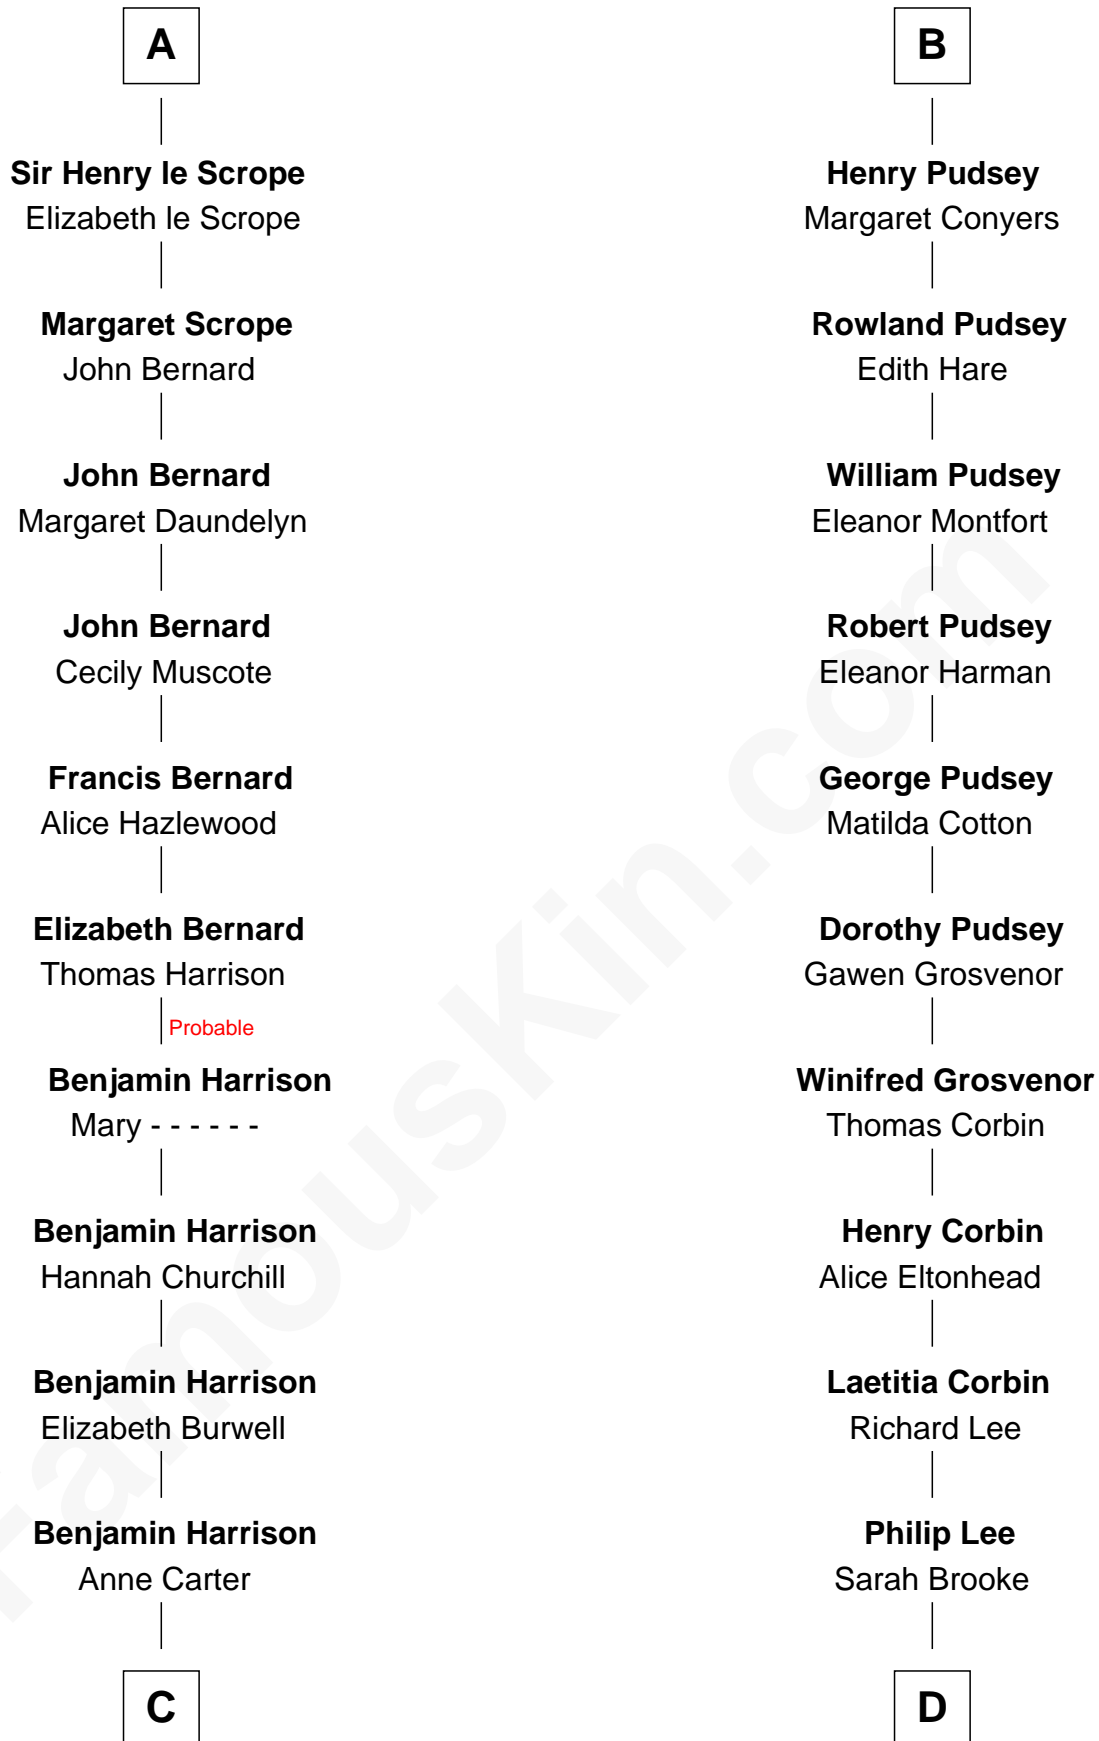 A
Sir Henry le Scrope
Elizabeth le Scrope
Margaret Scrope
John Bernard
John Bernard
Margaret Daundelyn
John Bernard
Cecily Muscote
Francis Bernard
Alice Hazlewood
Elizabeth Bernard
Thomas Harrison
Probable
Benjamin Harrison
Mary - - - - - -
Benjamin Harrison
Hannah Churchill
Benjamin Harrison
Elizabeth Burwell
Benjamin Harrison
Anne Carter
C
B
Henry Pudsey
Margaret Conyers
Rowland Pudsey
Edith Hare
William Pudsey
Eleanor Montfort
Robert Pudsey
Eleanor Harman
George Pudsey
Matilda Cotton
Dorothy Pudsey
Gawen Grosvenor
Winifred Grosvenor
Thomas Corbin
Henry Corbin
Alice Eltonhead
Laetitia Corbin
Richard Lee
Philip Lee
Sarah Brooke
D
FamousKin.com